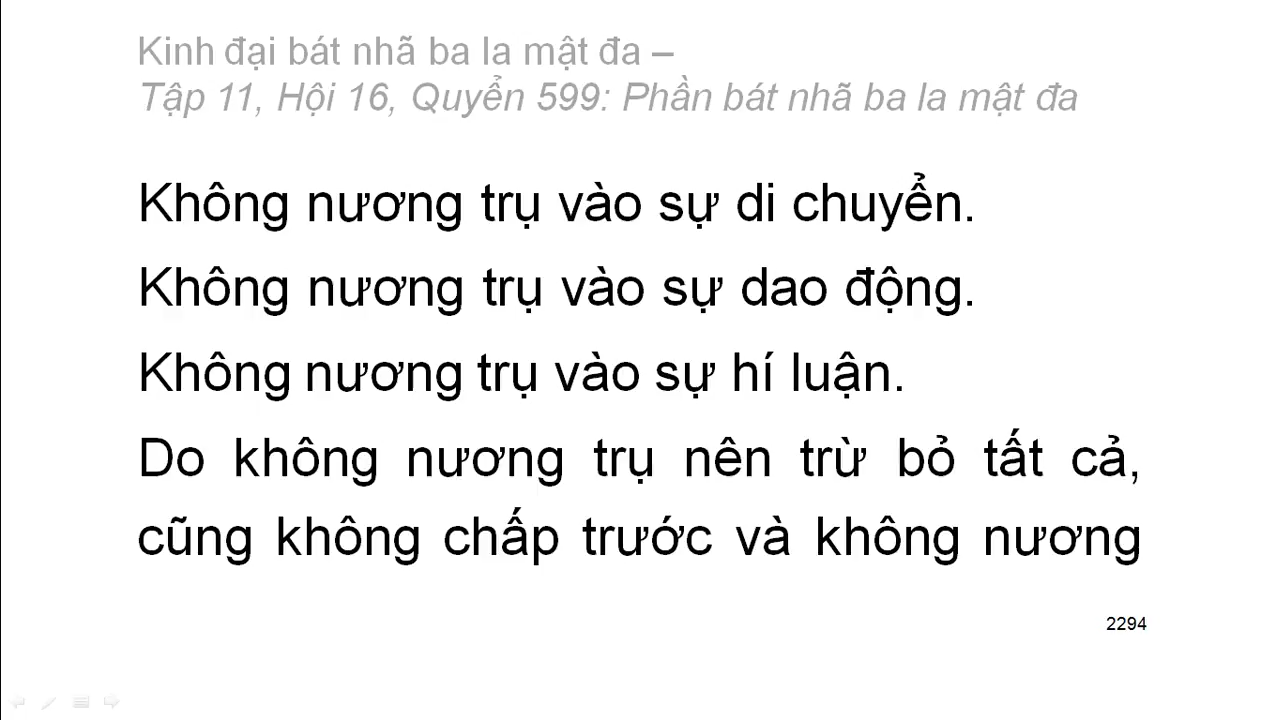 Kinh đại bát nhã ba la mật đa –
Tập 11, Hội 16, Quyển 599: Phần bát nhã ba la mật đa
Không nương trụ vào sự di chuyển.
Không nương trụ vào sự dao động.
Không nương trụ vào sự hí luận.
Do không nương trụ nên trừ bỏ tất cả,
cũng không chấp trước và không nương
2294